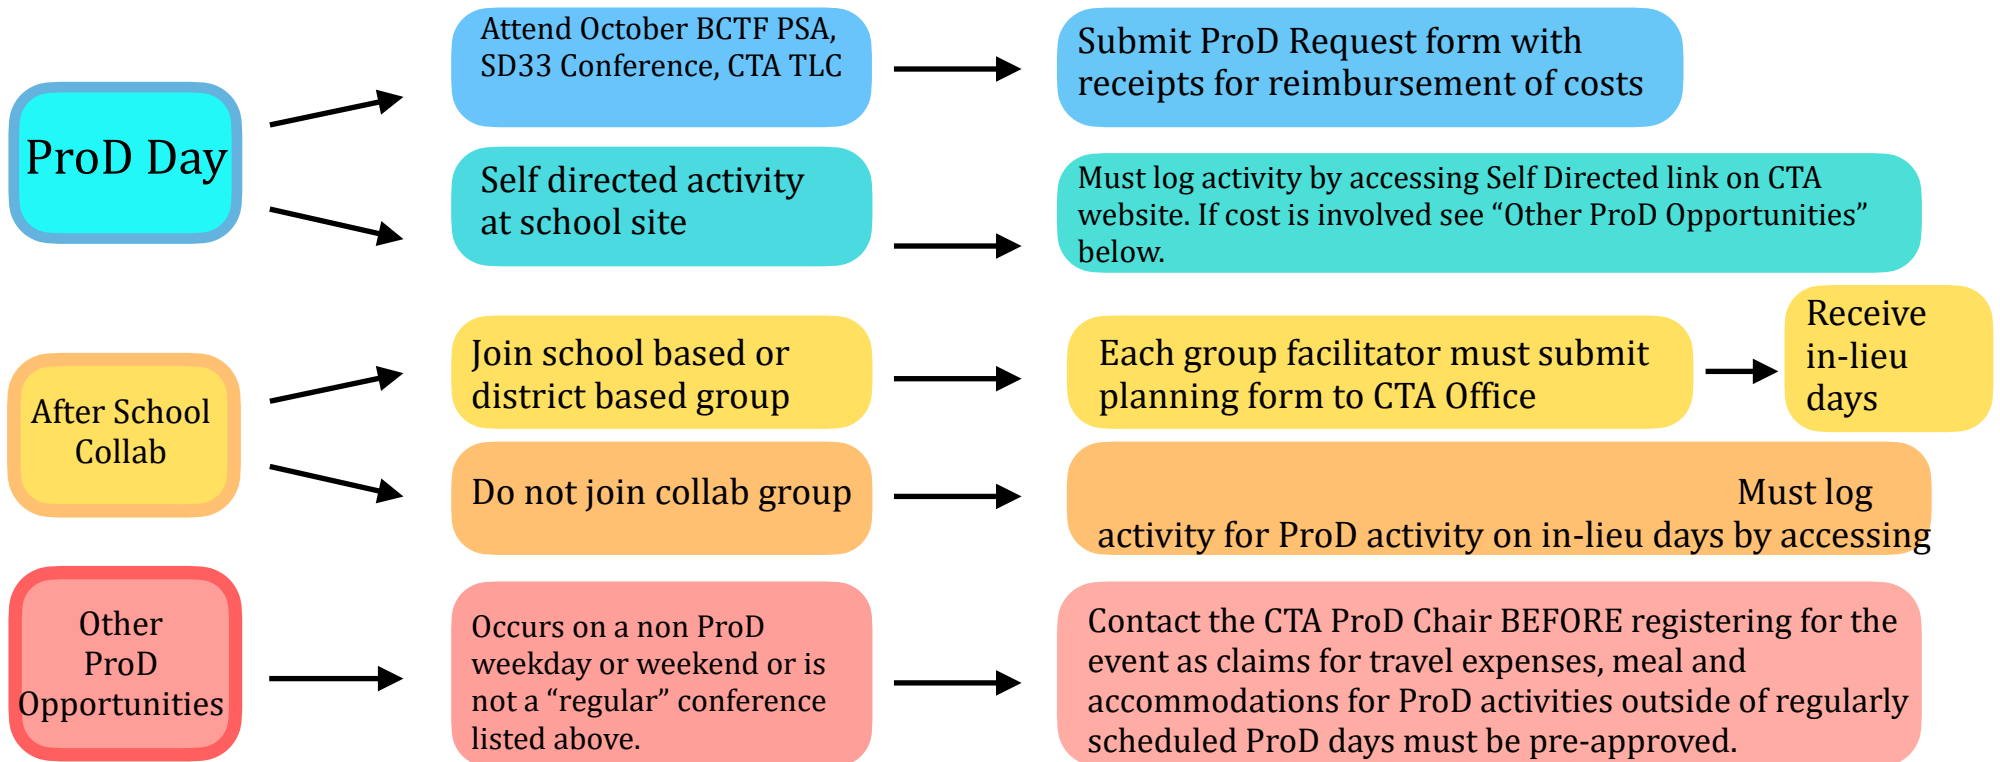 ProD Day
Attend October BCTF PSA,
SD33 Conference, CTA TLC
Submit ProD Request form with
receipts for reimbursement of costs
Self directed activity
at school site
Must log activity by accessing Self Directed link on CTA
website. If cost is involved see “Other ProD Opportunities”
below.
After School
Collab
Join school based or
district based group
Each group facilitator must submit
planning form to CTA Office
Receive
in-lieu
days
Do not join collab group
Must log
activity for ProD activity on in-lieu days by accessing
Other
ProD
Opportunities
Occurs on a non ProD
weekday or weekend or is
not a “regular” conference
listed above.
Contact the CTA ProD Chair BEFORE registering for the
event as claims for travel expenses, meal and
accommodations for ProD activities outside of regularly
scheduled ProD days must be pre-approved.